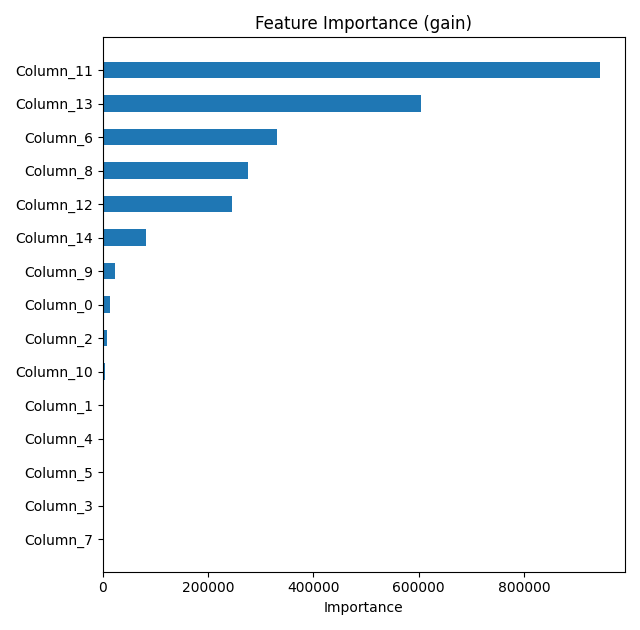 Feature Importance (gain)
Column_11
Column_13
Column_6
Column_8
Column_12
Column_14
Column_9
Column_0
Column_2
Column_10
Column_1
Column_4
Column_5
Column_3
Column_7
0 200000 400000 600000 800000
Importance